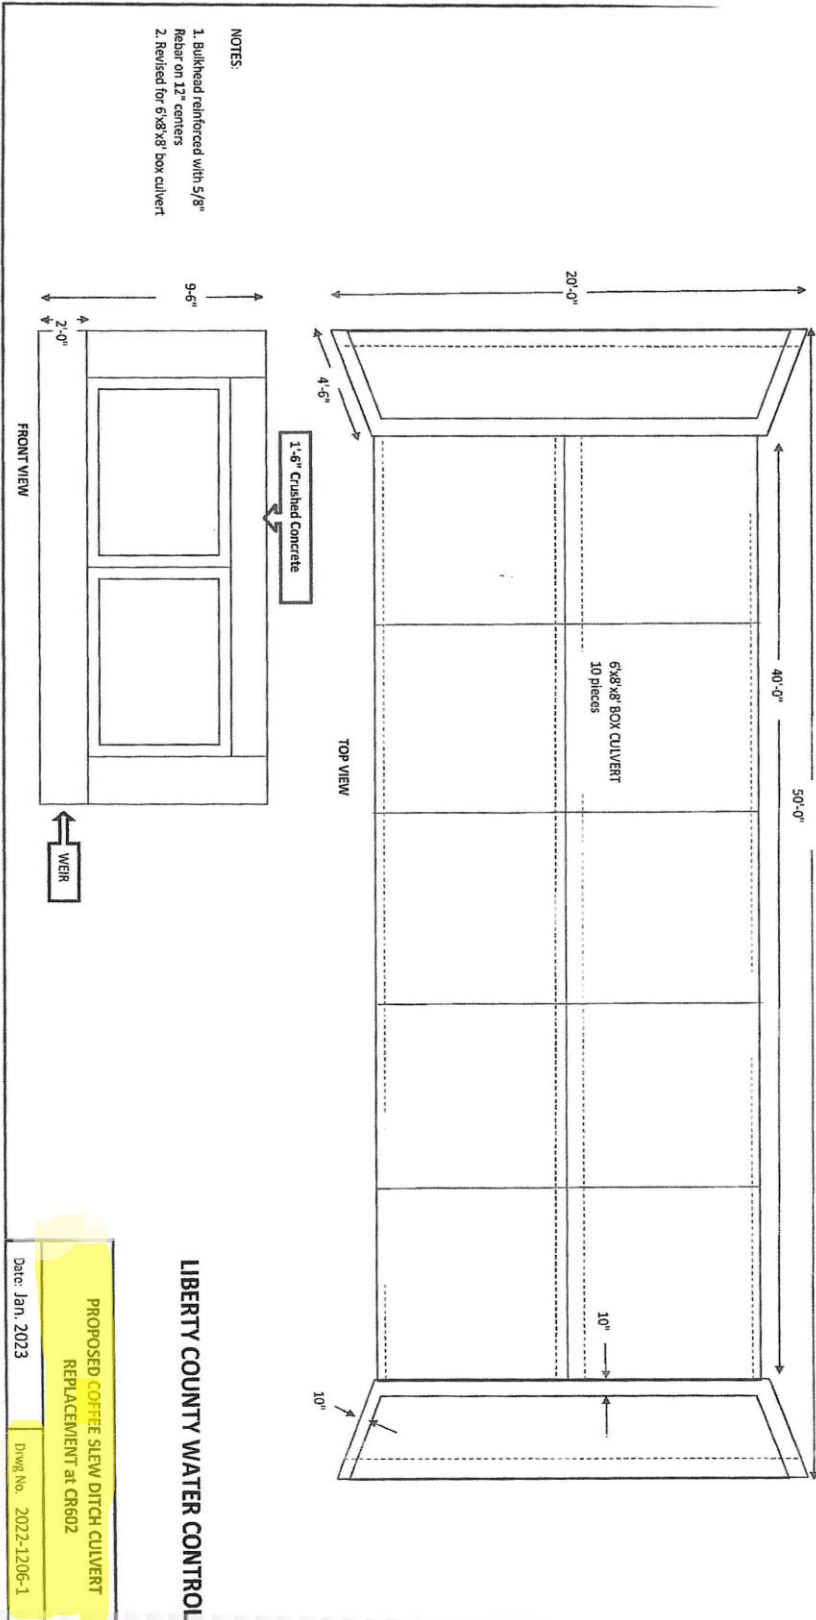 NOTES:
1. Bulkhead reinforced with 5/8"
Rebar on 12" centers
2. Revised for 6'x8'x8' box culvert
20'-0"
50'-0"
40'-0"
4'-6"
6'x8'x8' BOX CULVERT
10 pieces
10"
10"
TOP VIEW
9-6"
2'-0"
1'-6" Crushed Concrete
WEIR
FRONT VIEW
LIBERTY COUNTY WATER CONTROL
PROPOSED COFFEE SLEW DITCH CULVERT
REPLACEMENT at CR602
Date: Jan. 2023
Drwg No. 2022-1206-1